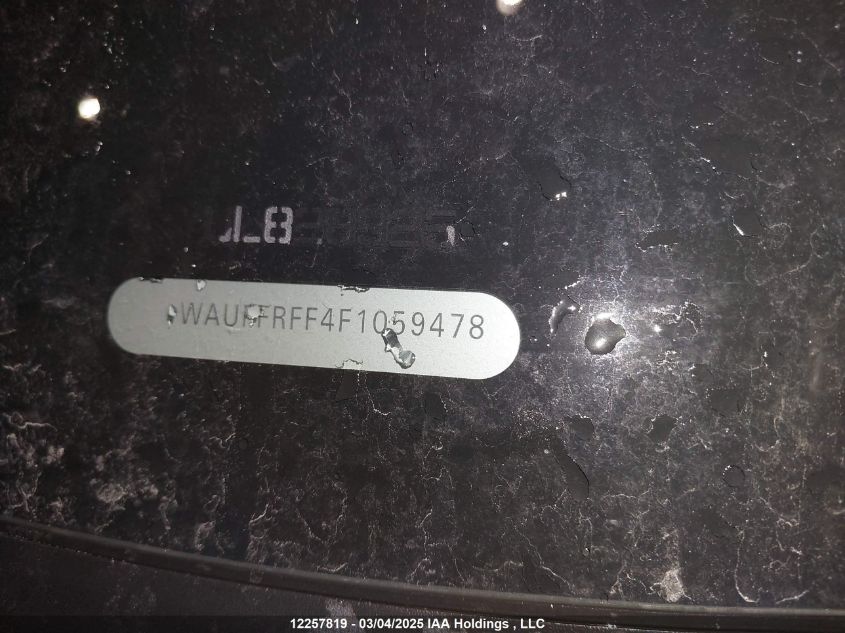 WAUFFRFF4F1059478
12257819 - 03/04/2025 IAA Holdings , LLC